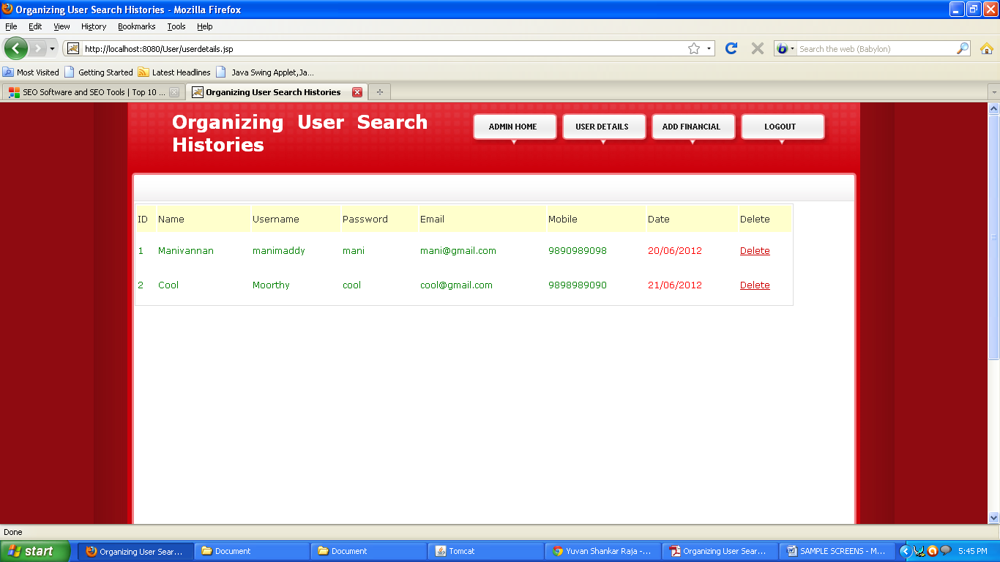 Organizing User Search Histories - Mozilla Firefox
File Edit View History Bookmarks Tools Help
http://localhost:8080/User/userdetails.jsp Search the web (Babylon)
Most Visited Getting Started Latest Headlines Java Swing Applet,Ja...
SEO Software and SEO Tools | Top 10 ... Organizing User Search Histories
Organizing User Search
Histories
ADMIN HOME USER DETAILS ADD FINANCIAL LOGOUT
ID Name Username Password Email Mobile Date Delete
1 Manivannan manimaddy mani mani@gmail.com 9890989098 20/06/2012 Delete
2 Cool Moorthy cool cool@gmail.com 9898989090 21/06/2012 Delete
Done
start Organizing User Sear... Document Document Tomcat Yuvan Shankar Raja -... Organizing User Sear... SAMPLE SCREENS - M... 5:45 PM